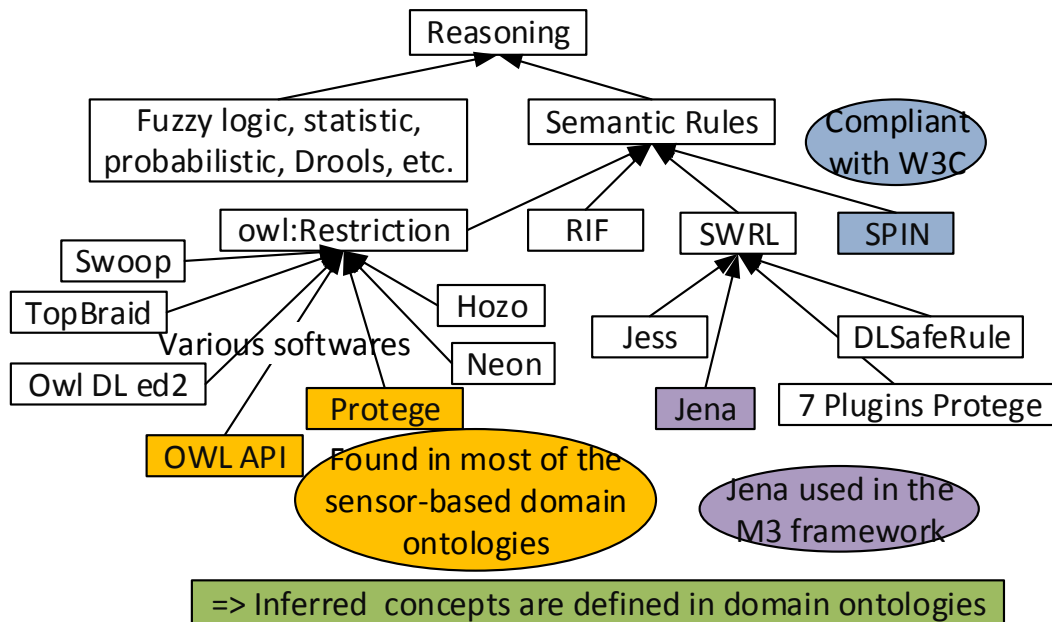 Reasoning
Fuzzy logic, statistic,
probabilistic, Drools, etc.
Semantic Rules
Compliant
with W3C
owl:Restriction
RIF
SWRL
SPIN
Swoop
TopBraid
Hozo
Various softwares
Jess
DLSafeRule
Owl DL ed2
Neon
Protege
Jena
7 Plugins Protege
OWL API
Found in most of the
sensor-based domain
ontologies
Jena used in the
M3 framework
=> Inferred  concepts are defined in domain ontologies